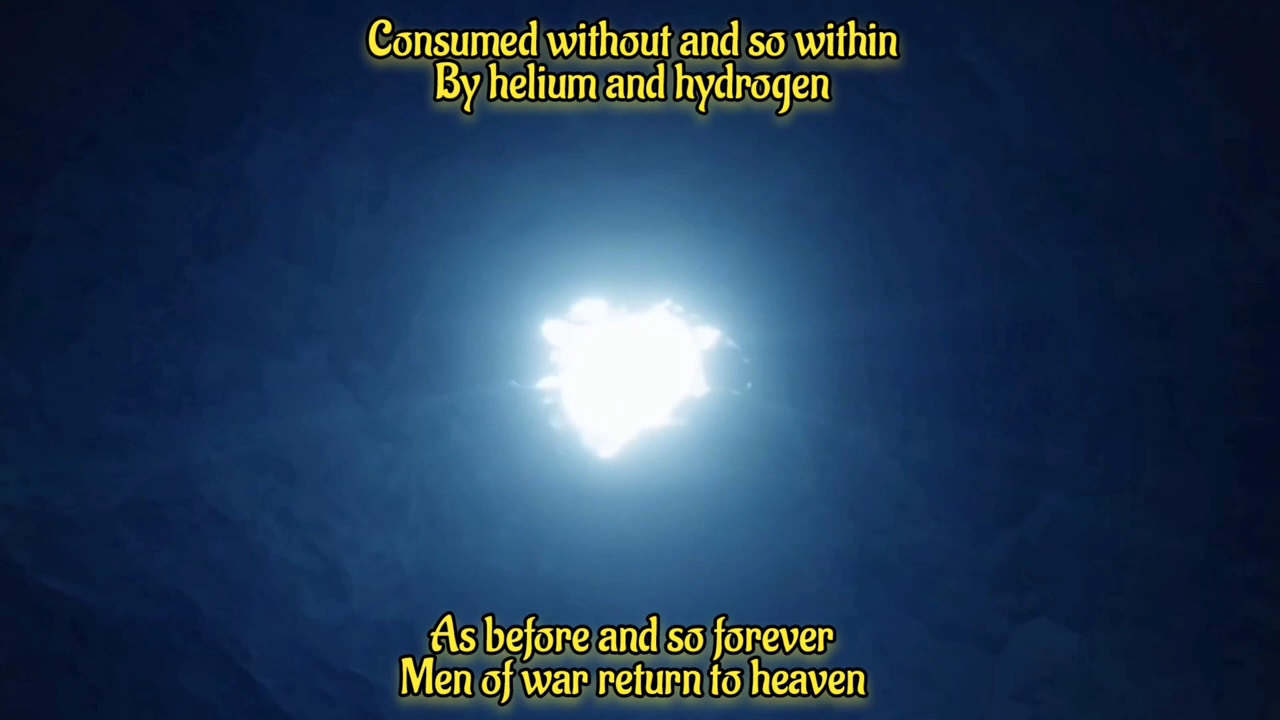 Consumed without and so within
By helium and hydrogen
As before and so forever
Men of war return to heaven